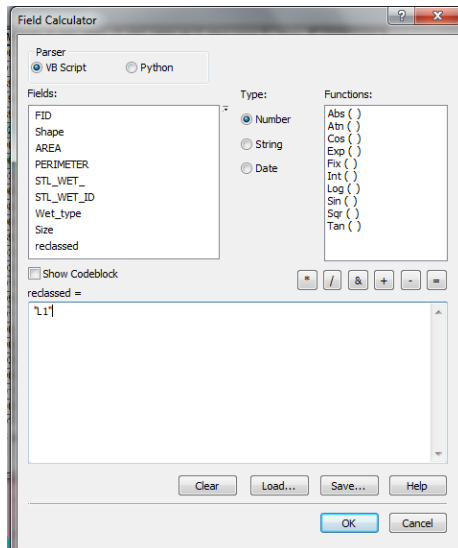 Field Calculator
Parser
VB Script Python
Fields: Type: Functions:
FID
Shape
AREA
PERIMETER
STL_WET_
STL_WET_ID
Wet_type
Size
reclassed
Number
String
Date
Abs ( )
Atn ( )
Cos ( )
Exp ( )
Fix ( )
Int ( )
Log ( )
Sin ( )
Sqr ( )
Tan ( )
Show Codeblock
* / & + - =
reclassed =
"L1"
Clear Load... Save... Help
OK Cancel